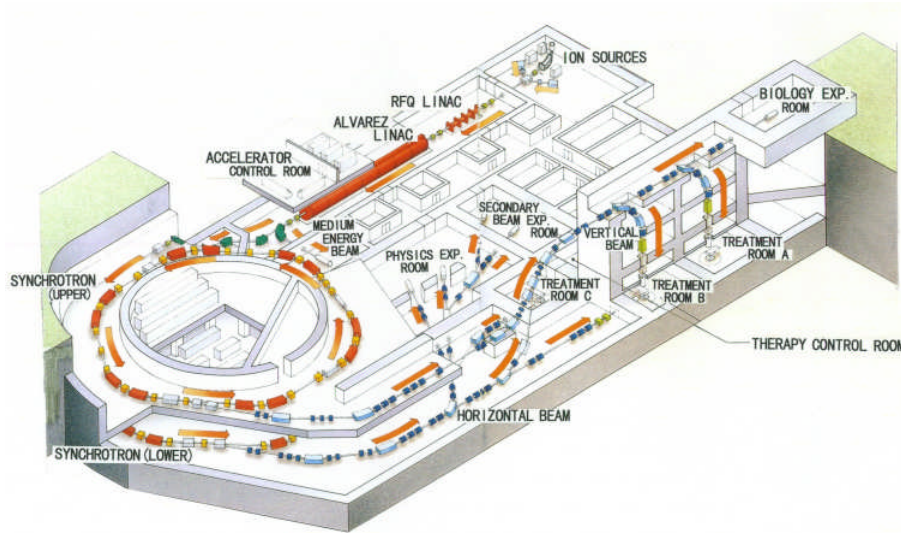 ION SOURCES
RFQ LINAC
ALVAREZ
LINAC
BIOLOGY EXP.
ROOM
ACCELERATOR
CONTROL ROOM
MEDIUM
ENERGY
BEAM
SECONDARY
BEAM EXP.
ROOM
PHYSICS EXP.
ROOM
VERTICAL
BEAM
TREATMENT
ROOM A
SYNCHROTRON
(UPPER)
TREATMENT
ROOM C
TREATMENT
ROOM B
THERAPY CONTROL ROOM
HORIZONTAL BEAM
SYNCHROTRON (LOWER)